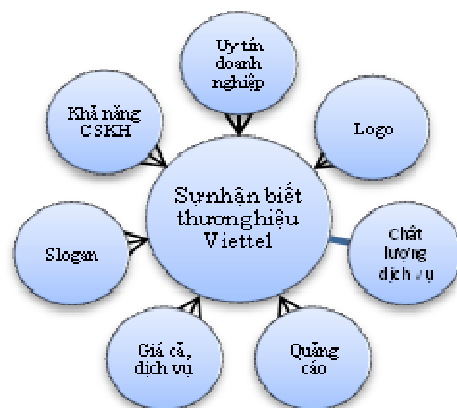 Uy tín
doanh
nghiệp
Logo
Chất
lượng
dịch vụ
Quảng
cáo
Giá cả,
dịch vụ
Slogan
Khả năng
CSKH
Sự nhận biết
thương hiệu
Viettel